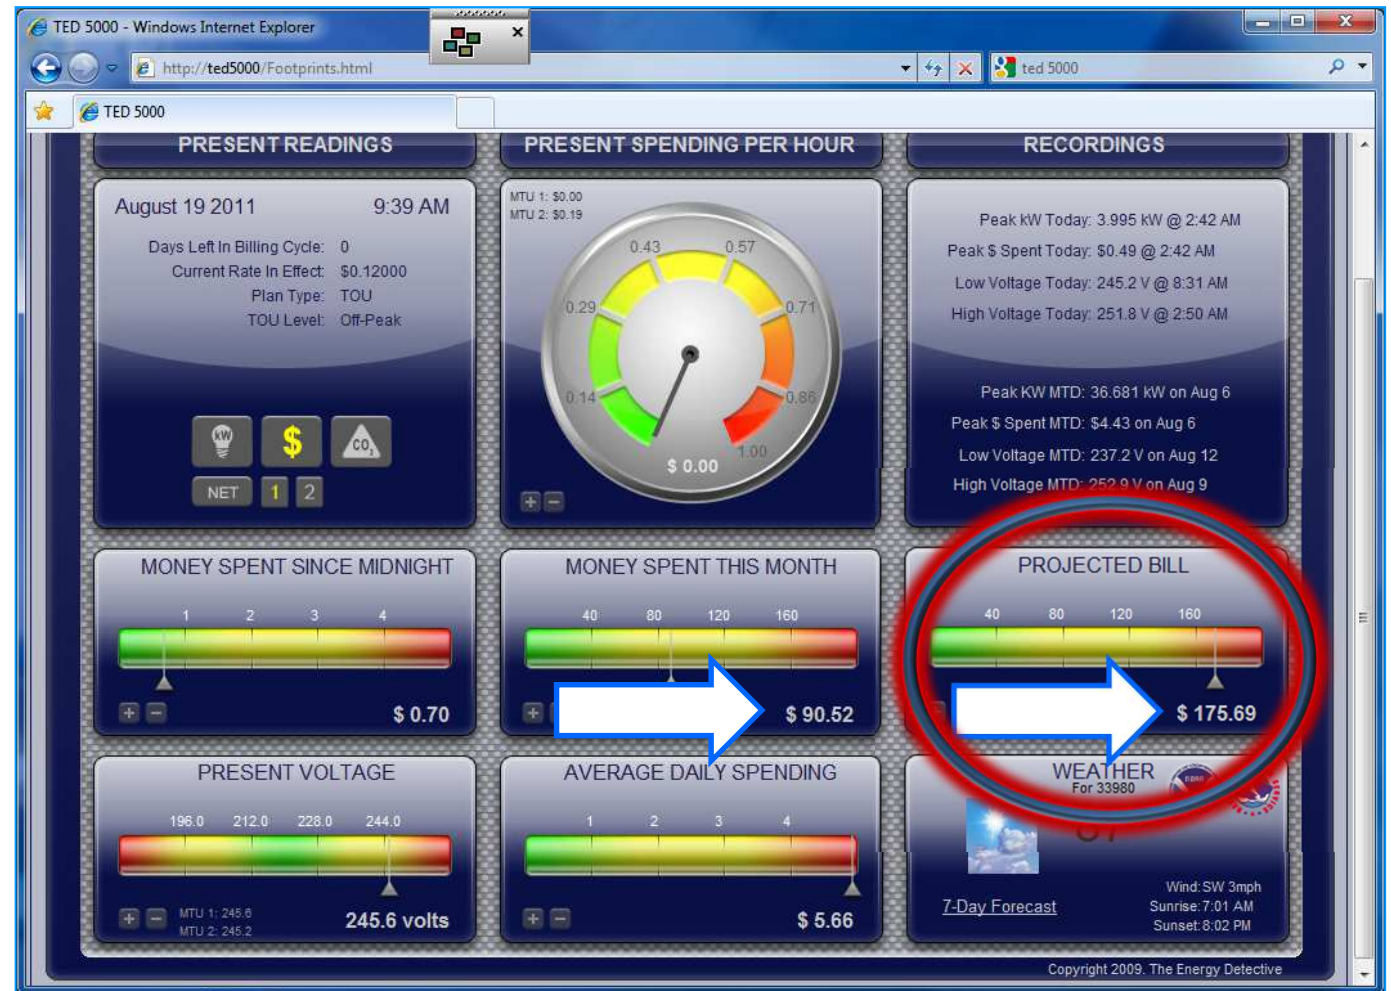 TED 5000 - Windows Internet Explorer
http://ted5000/Footprints.html
ted 5000
TED 5000
PRESENT READINGS
August 19 2011 9:39 AM
Days Left In Billing Cycle: 0
Current Rate In Effect: $0.12000
Plan Type: TOU
TOU Level: Off-Peak
kW
$
CO2
NET 1 2
PRESENT SPENDING PER HOUR
MTU 1: $0.00
MTU 2: $0.19
0.43 0.57
0.29 0.71
0.14 0.86
1.00
$ 0.00
RECORDINGS
Peak kW Today: 3.995 kW @ 2:42 AM
Peak $ Spent Today: $0.49 @ 2:42 AM
Low Voltage Today: 245.2 V @ 8:31 AM
High Voltage Today: 251.8 V @ 2:50 AM
Peak KW MTD: 36.681 kW on Aug 6
Peak $ Spent MTD: $4.43 on Aug 6
Low Voltage MTD: 237.2 V on Aug 12
High Voltage MTD: 252.9 V on Aug 9
MONEY SPENT SINCE MIDNIGHT
1 2 3 4
$ 0.70
MONEY SPENT THIS MONTH
40 80 120 160
$ 90.52
PROJECTED BILL
40 80 120 160
$ 175.69
PRESENT VOLTAGE
196.0 212.0 228.0 244.0
MTU 1: 245.6
MTU 2: 245.2
245.6 volts
AVERAGE DAILY SPENDING
1 2 3 4
$ 5.66
WEATHER
For 33980
7-Day Forecast
Wind: SW 3mph
Sunrise: 7:01 AM
Sunset: 8:02 PM
Copyright 2009. The Energy Detective